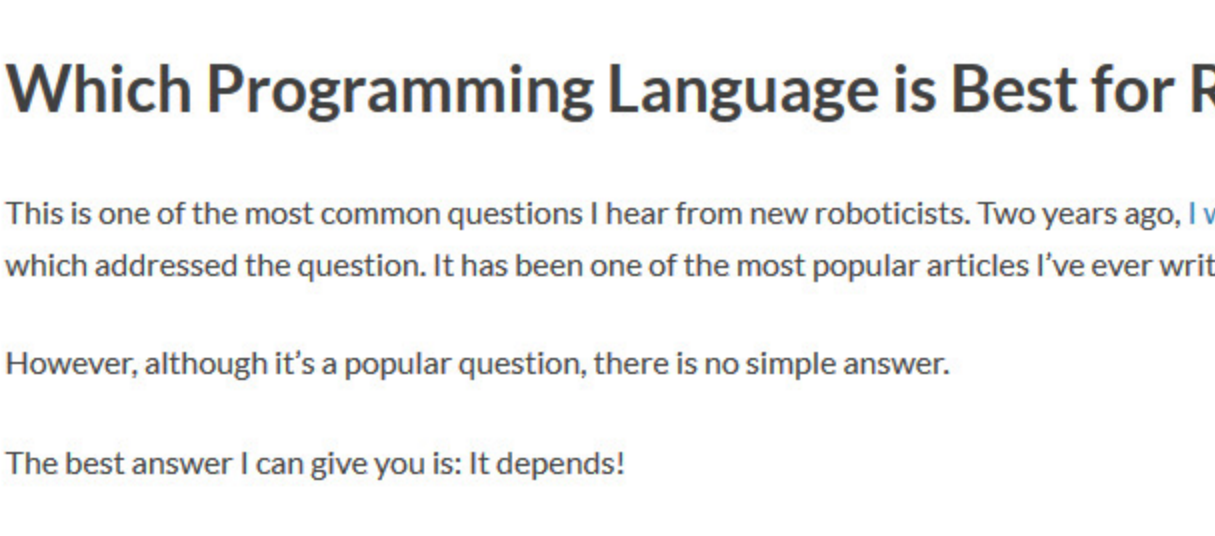 Which Programming Language is Best for
This is one of the most common questions I hear from new roboticists. Two years ago, I
which addressed the question. It has been one of the most popular articles I’ve ever
However, although it’s a popular question, there is no simple answer.
The best answer I can give you is: It depends!